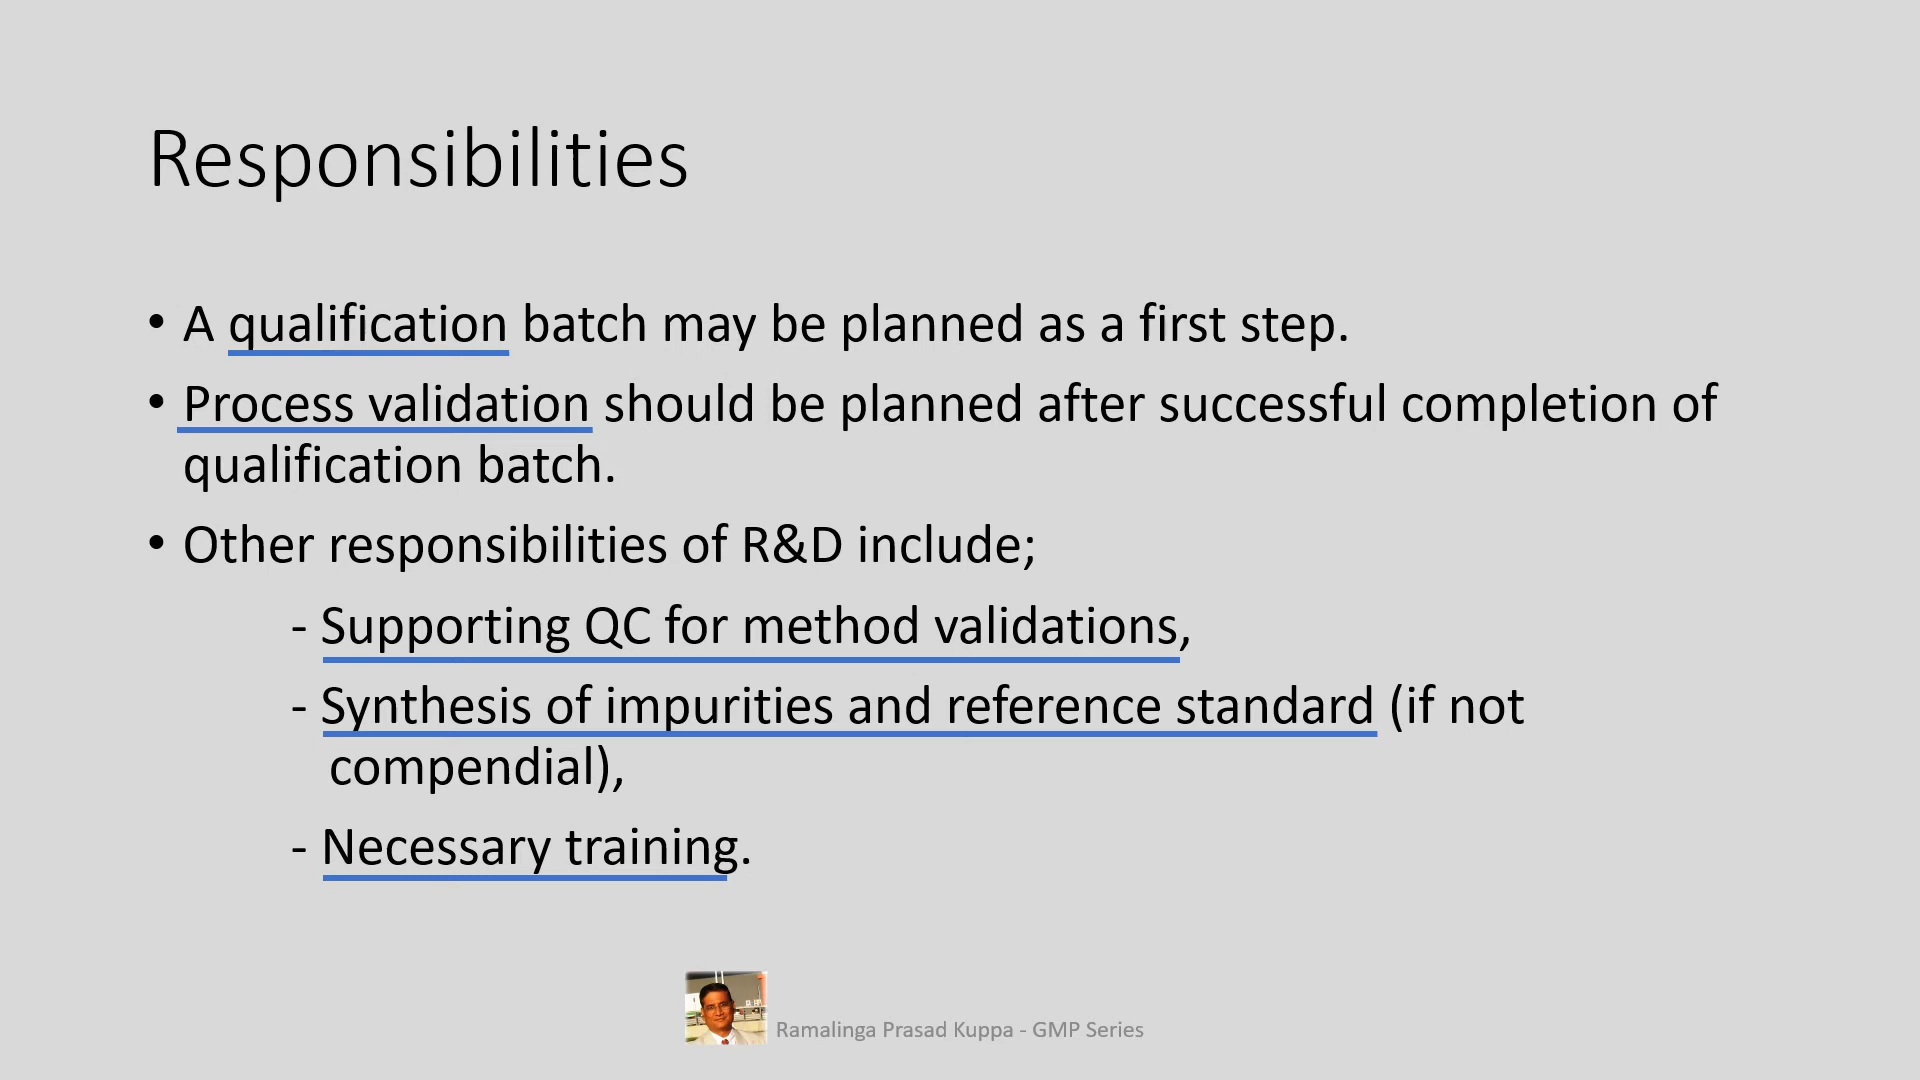 Responsibilities
• A qualification batch may be planned as a first step.
• Process validation should be planned after successful completion of
qualification batch.
• Other responsibilities of R&D include;
- Supporting QC for method validations,
- Synthesis of impurities and reference standard (if not
compendial),
- Necessary training.
Ramalinga Prasad Kuppa - GMP Series